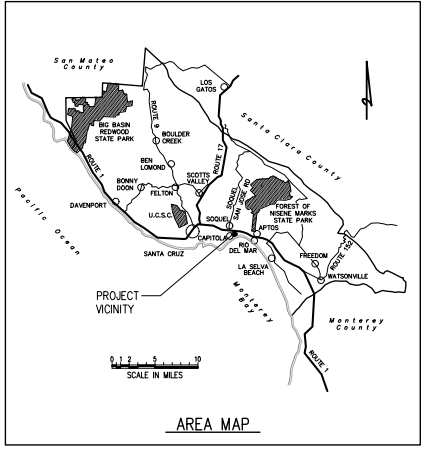 San Mateo
County
LOS
GATOS
BIG BASIN
REDWOOD
STATE PARK
ROUTE 9
BOULDER
CREEK
ROUTE 17
Santa Clara County
BEN
LOMOND
ROUTE 1
BONNY
DOON
FELTON
SCOTTS
VALLEY
SOQUEL
SAN JOSE RD
FOREST OF
NISENE MARKS
STATE PARK
DAVENPORT
U.C.S.C.
SOQUEL
APTOS
Pacific Ocean
SANTA CRUZ
CAPITOLA
RIO
DEL MAR
FREEDOM
ROUTE 152
LA SELVA
BEACH
WATSONVILLE
PROJECT
VICINITY
Monterey
Bay
Monterey
County
ROUTE 1
0 1 2 5 10
SCALE IN MILES
AREA MAP